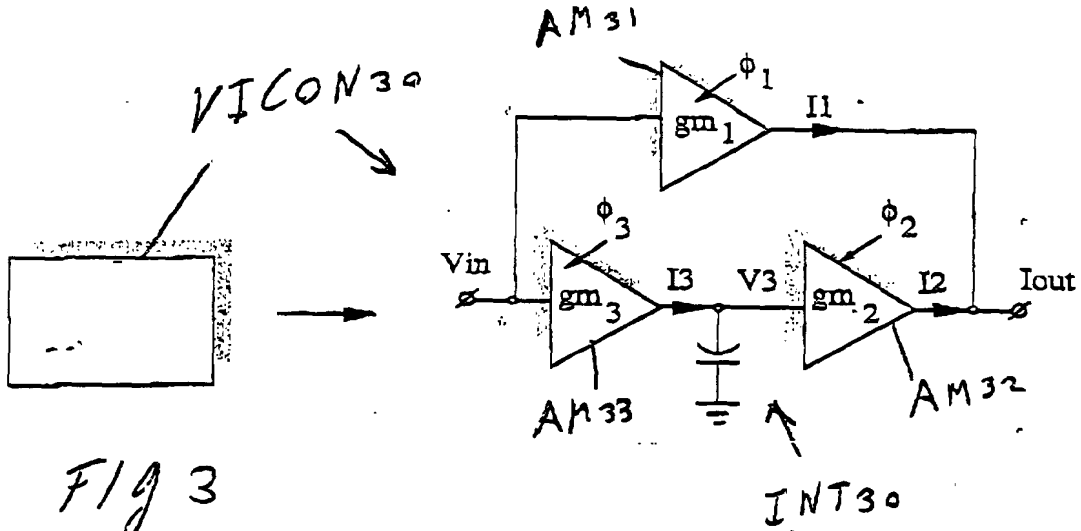 AM31
VICON30
ϕ1
gm1
I1
ϕ3
ϕ2
Vin
gm3
I3
V3
gm2
I2
Iout
AM33
AM32
INT30
Fig 3